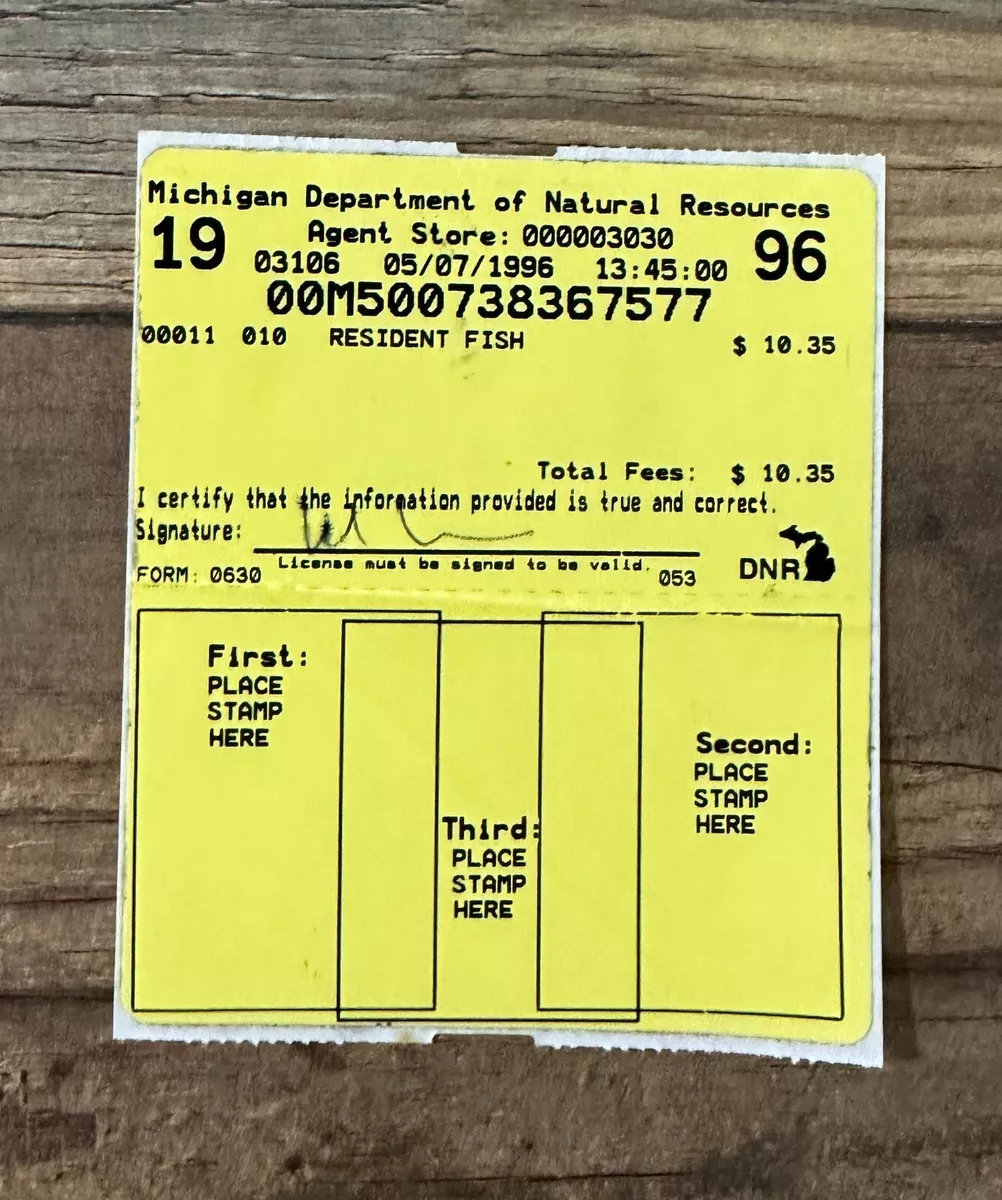 Michigan Department of Natural Resources
19 Agent Store: 000003030 96
03106 05/07/1996 13:45:00
00M500738367577
00011 010 RESIDENT FISH $ 10.35
Total Fees: $ 10.35
I certify that the information provided is true and correct.
Signature:
License must be signed to be valid.
FORM: 0630 053 DNR
First:
PLACE
STAMP
HERE
Second:
PLACE
STAMP
HERE
Third:
PLACE
STAMP
HERE